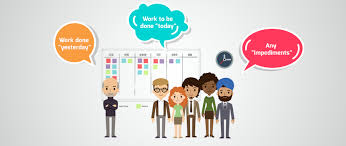 Work done
"yesterday"
Work to be
done "today"
Any
"impediments"